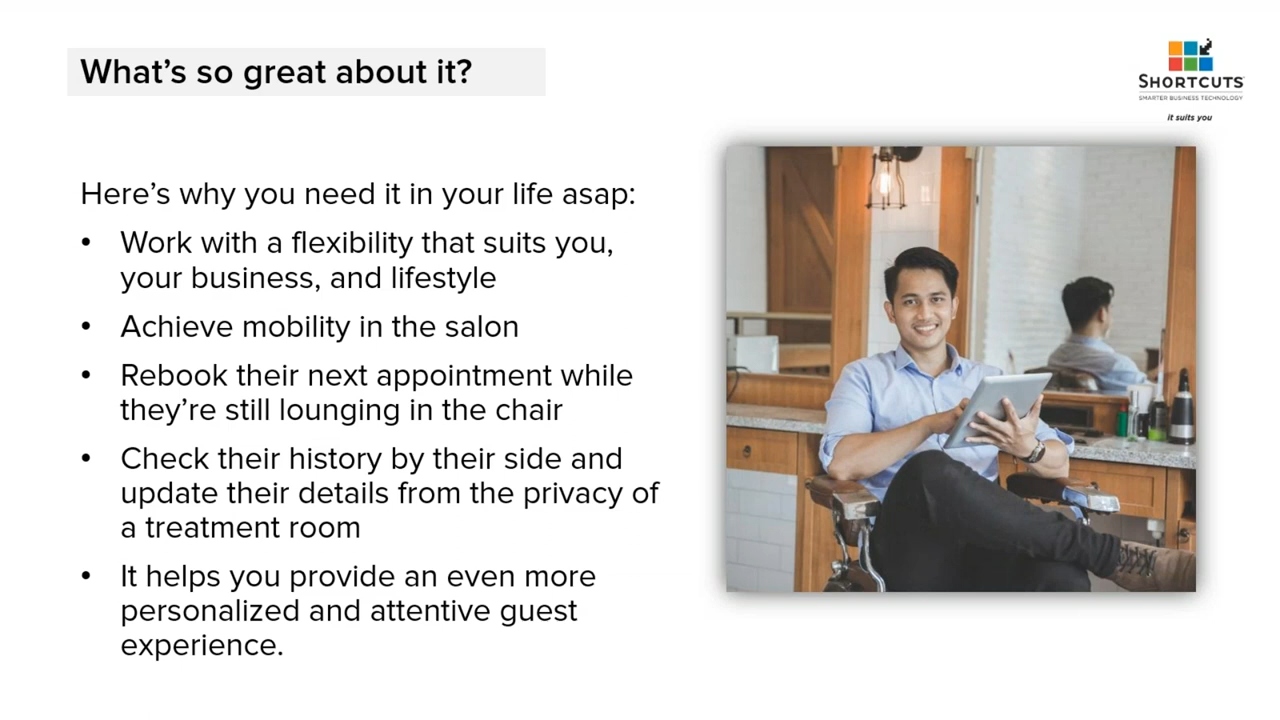 What's so great about it?
SHORTCUTS
SMARTER BUSINESS TECHNOLOGY
it suits you
Here's why you need it in your life asap:
• Work with a flexibility that suits you,
your business, and lifestyle
• Achieve mobility in the salon
• Rebook their next appointment while
they're still lounging in the chair
• Check their history by their side and
update their details from the privacy of
a treatment room
• It helps you provide an even more
personalized and attentive guest
experience.